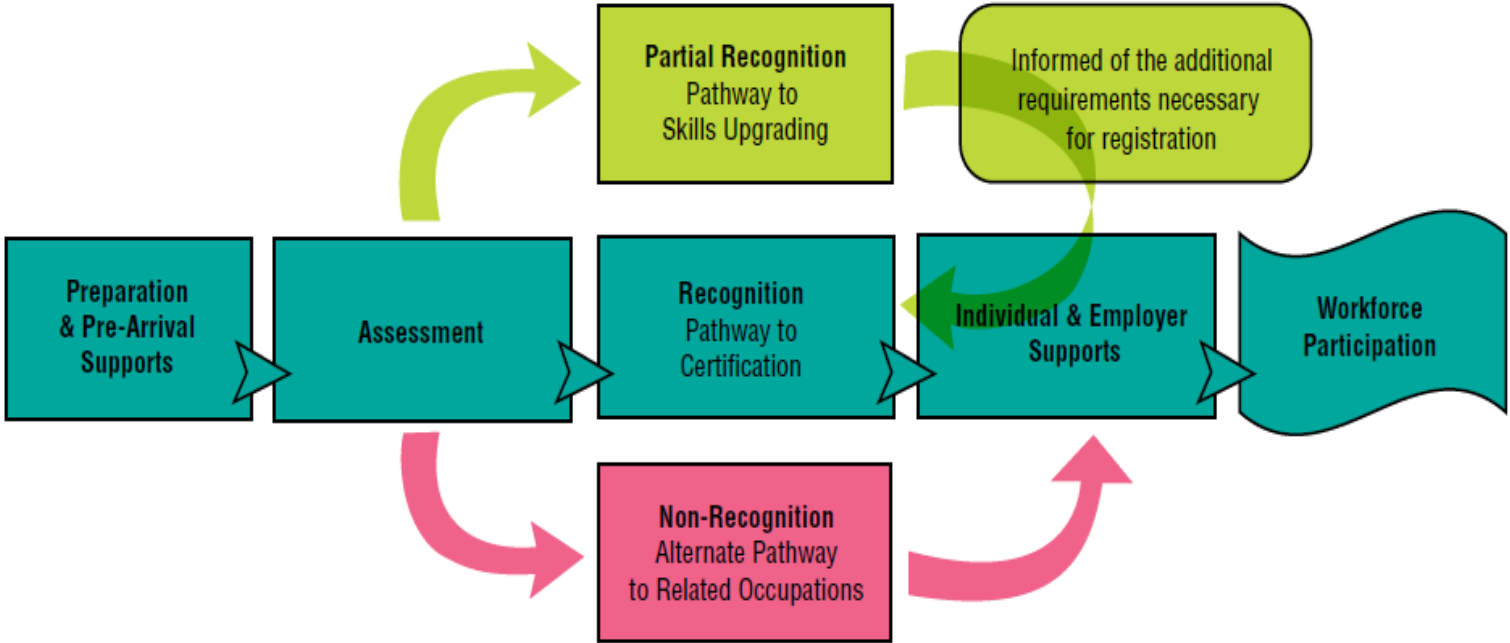 Partial Recognition
Pathway to
Skills Upgrading
Informed of the additional
requirements necessary
for registration
Preparation
& Pre-Arrival
Supports
Assessment
Recognition
Pathway to
Certification
Individual & Employer
Supports
Workforce
Participation
Non-Recognition
Alternate Pathway
to Related Occupations